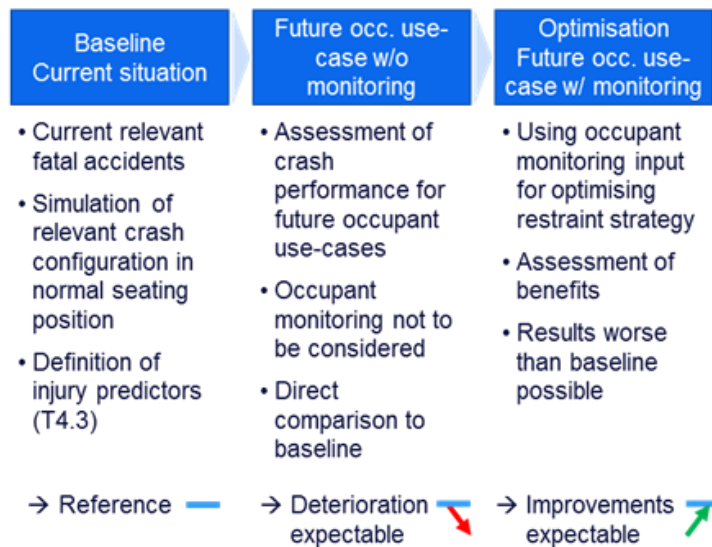 Baseline
Current situation
• Current relevant
fatal accidents
• Simulation of
relevant crash
configuration in
normal seating
position
• Definition of
injury predictors
(T4.3)
→ Reference
Future occ. use-
case w/o
monitoring
• Assessment of
crash
performance for
future occupant
use-cases
• Occupant
monitoring not to
be considered
• Direct
comparison to
baseline
→ Deterioration
expectable
Optimisation
Future occ. use-
case w/ monitoring
• Using occupant
monitoring input
for optimising
restraint strategy
• Assessment of
benefits
• Results worse
than baseline
possible
→ Improvements
expectable